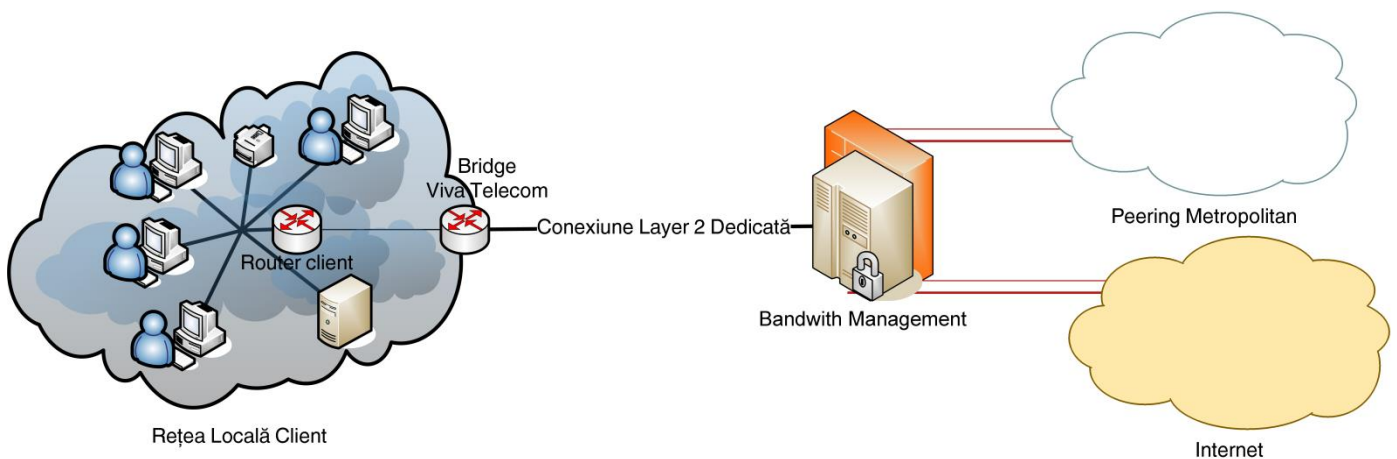 Bridge
Viva Telecom
Conexiune Layer 2 Dedicată
Router client
Peering Metropolitan
Bandwith Management
Rețea Locală Client
Internet